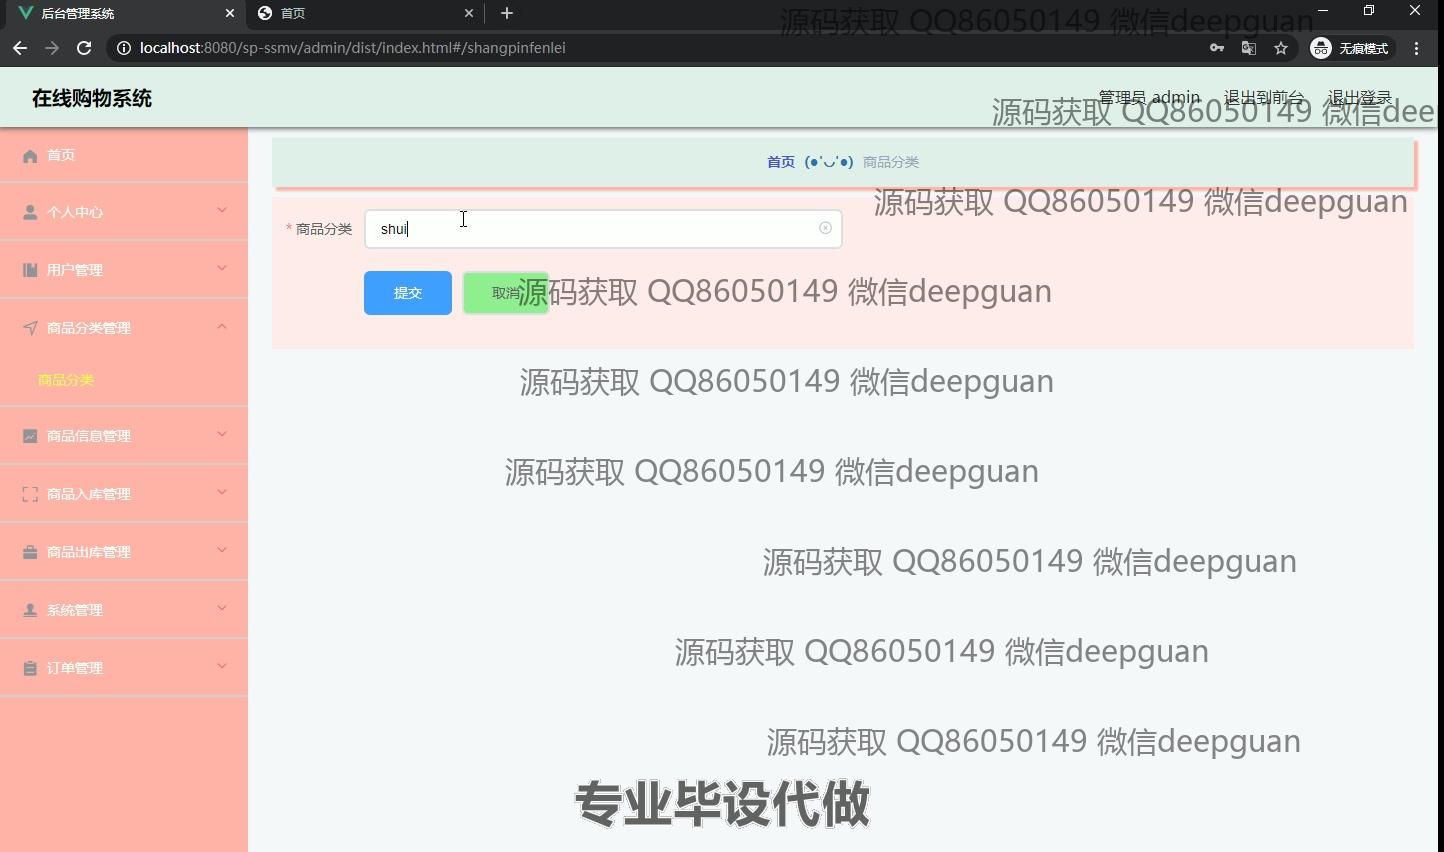 后台管理系统
首页
源码获取 QQ86050149 微信deepguan
localhost:8080/sp-ssmv/admin/dist/index.html#/shangpinfenlei
无痕模式
在线购物系统
管理员 admin
退出到前台
退出登录
源码获取 QQ86050149 微信dee
首页
首页 (●'◡'●) 商品分类
个人中心
源码获取 QQ86050149 微信deepguan
* 商品分类
shui
用户管理
提交
取消
源码获取 QQ86050149 微信deepguan
商品分类管理
商品分类
源码获取 QQ86050149 微信deepguan
商品信息管理
源码获取 QQ86050149 微信deepguan
商品入库管理
商品出库管理
源码获取 QQ86050149 微信deepguan
系统管理
订单管理
源码获取 QQ86050149 微信deepguan
源码获取 QQ86050149 微信deepguan
专业毕设代做